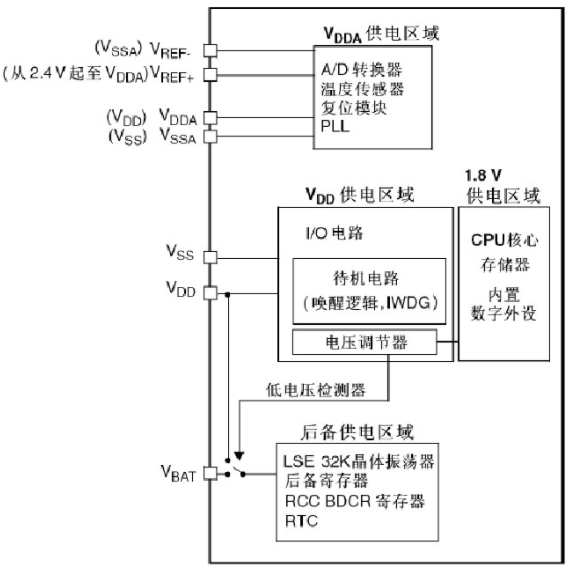 VDDA 供电区域
(VSSA) VREF-
(从 2.4 V 起至 VDDA)VREF+
(VDD) VDDA
(VSS) VSSA
A/D 转换器
温度传感器
复位模块
PLL
1.8 V
供电区域
VDD 供电区域
I/O 电路
CPU核心
存储器
内置
数字外设
VSS
VDD
待机电路
(唤醒逻辑,IWDG)
电压调节器
低电压检测器
后备供电区域
VBAT
LSE 32K晶体振荡器
后备寄存器
RCC BDCR 寄存器
RTC